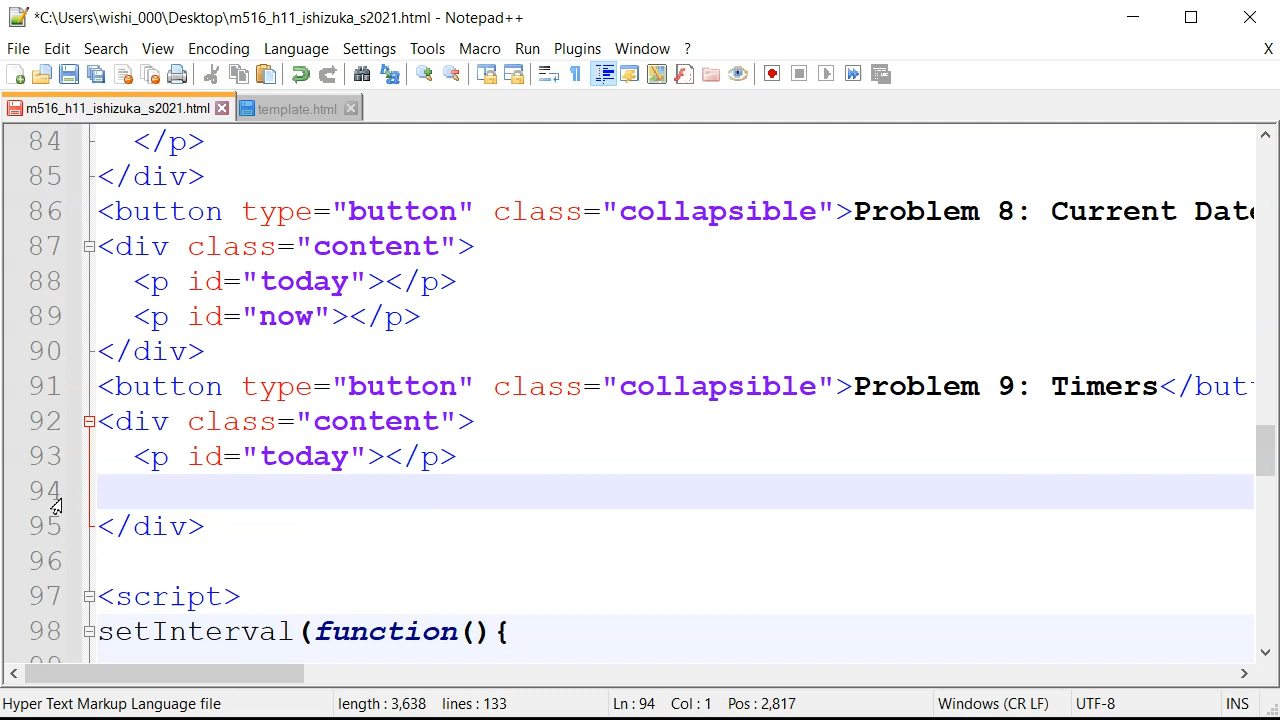 *C:\Users\wishi_000\Desktop\m516_h11_ishizuka_s2021.html - Notepad++
File Edit Search View Encoding Language Settings Tools Macro Run Plugins Window ? X
m516_h11_ishizuka_s2021.html template.html
84 </p>
85 </div>
86 <button type="button" class="collapsible">Problem 8: Current Date
87 <div class="content">
88 <p id="today"></p>
89 <p id="now"></p>
90 </div>
91 <button type="button" class="collapsible">Problem 9: Timers</butt
92 <div class="content">
93 <p id="today"></p>
94
95 </div>
96
97 <script>
98 setInterval(function(){
99
Hyper Text Markup Language file length : 3,638 lines : 133 Ln : 94 Col : 1 Pos : 2,817 Windows (CR LF) UTF-8 INS